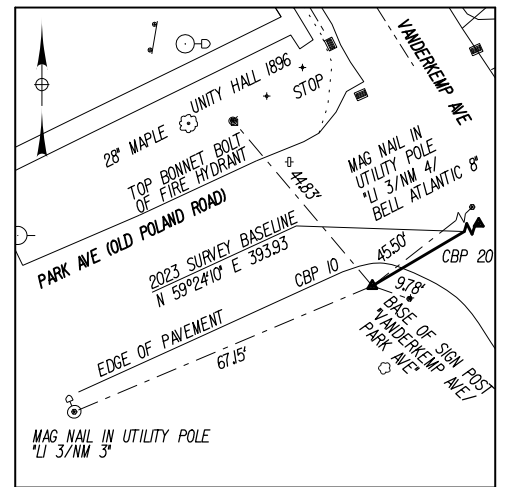 VANDERKEMP AVE
UNITY HALL 1896
STOP
28" MAPLE
TOP BONNET BOLT
OF FIRE HYDRANT
44.83'
MAG NAIL IN
UTILITY POLE
"LI 3/NM 4/
BELL ATLANTIC 8"
PARK AVE (OLD POLAND ROAD)
2023 SURVEY BASELINE
N 59°24'10" E 393.93
45.50'
CBP 20
CBP 10
9.78'
BASE OF SIGN POST
"VANDERKEMP AVE/
PARK AVE"
EDGE OF PAVEMENT
67.15'
MAG NAIL IN UTILITY POLE
"LI 3/NM 3"